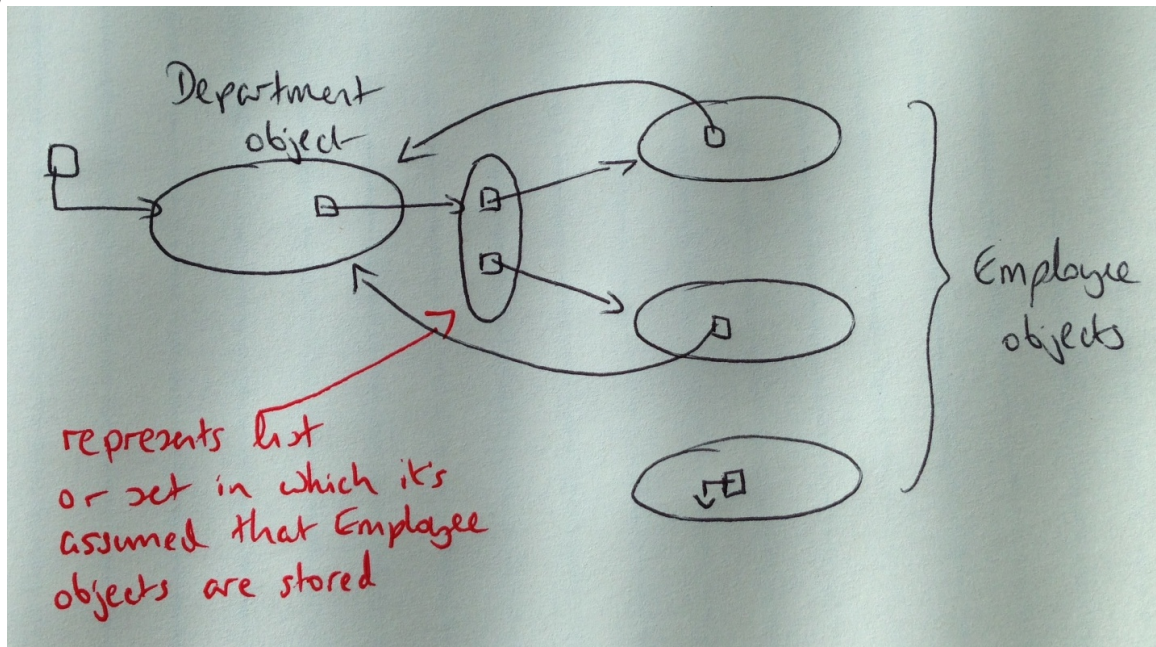 Department
object
Employee
objects
represents list
or set in which it's
assumed that Employee
objects are stored